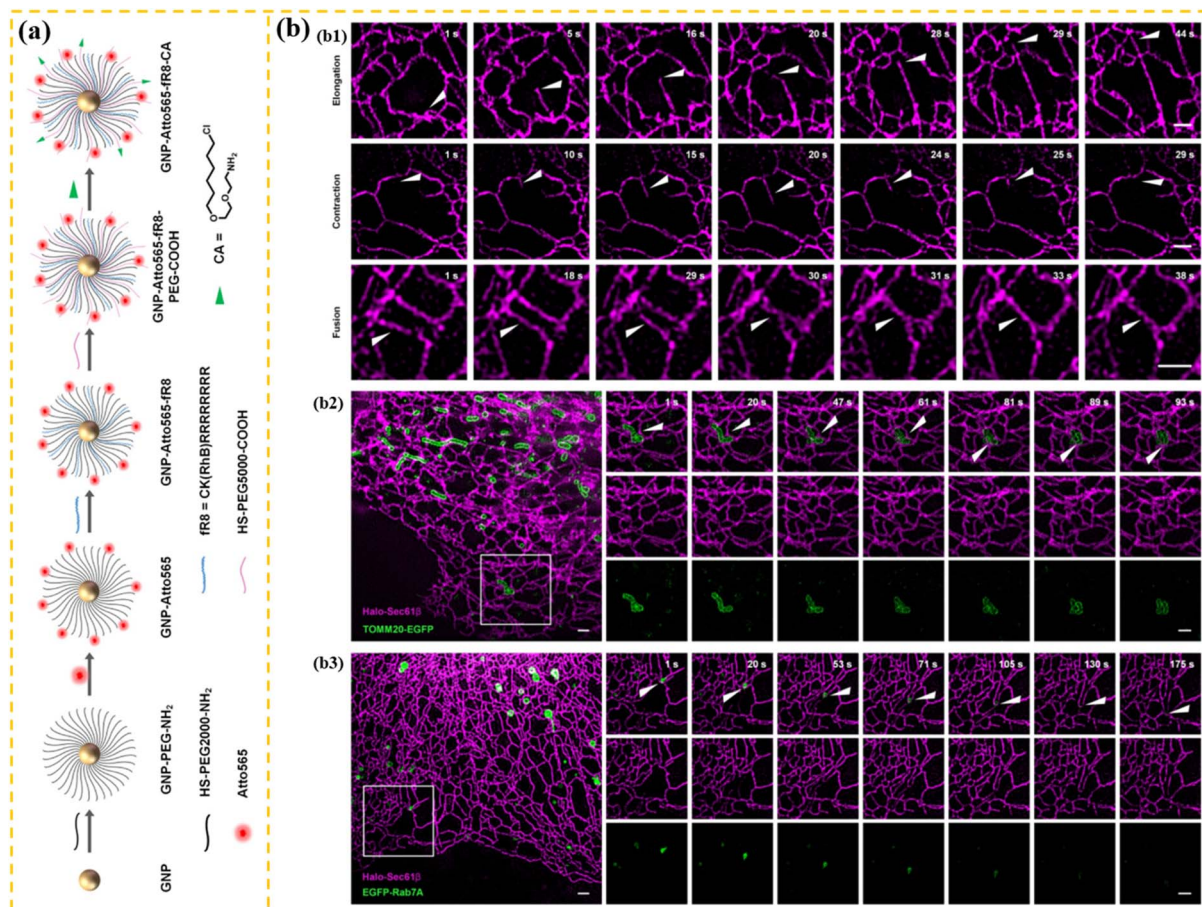 (a)
GNP
GNP-PEG-NH2
GNP-Atto565
GNP-Atto565-fR8
GNP-Atto565-fR8-
PEG-COOH
GNP-Atto565-fR8-CA
HS-PEG2000-NH2
Atto565
fR8 = CK(RhB)RRRRRRRR
HS-PEG5000-COOH
CA =
O
O
NH2
Cl
(b)
(b1)
Elongation
1 s 5 s 16 s 20 s 28 s 29 s 44 s
Contraction
1 s 10 s 15 s 20 s 24 s 25 s 29 s
Fusion
1 s 18 s 29 s 30 s 31 s 33 s 38 s
(b2)
Halo-Sec61β
TOMM20-EGFP
1 s 20 s 47 s 61 s 81 s 89 s 93 s
(b3)
Halo-Sec61β
EGFP-Rab7A
1 s 20 s 53 s 71 s 105 s 130 s 175 s